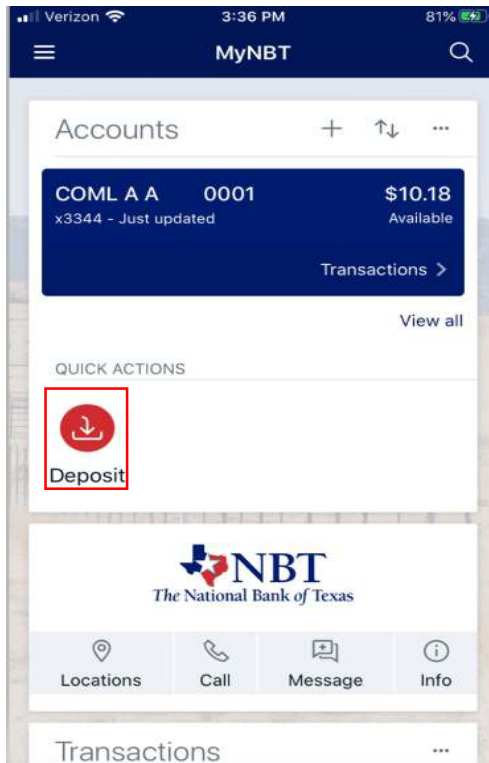 Verizon 3:36 PM 81%
MyNBT
Accounts
COML A A 0001 $10.18
x3344 - Just updated Available
Transactions >
View all
QUICK ACTIONS
Deposit
NBT
The National Bank of Texas
Locations Call Message Info
Transactions